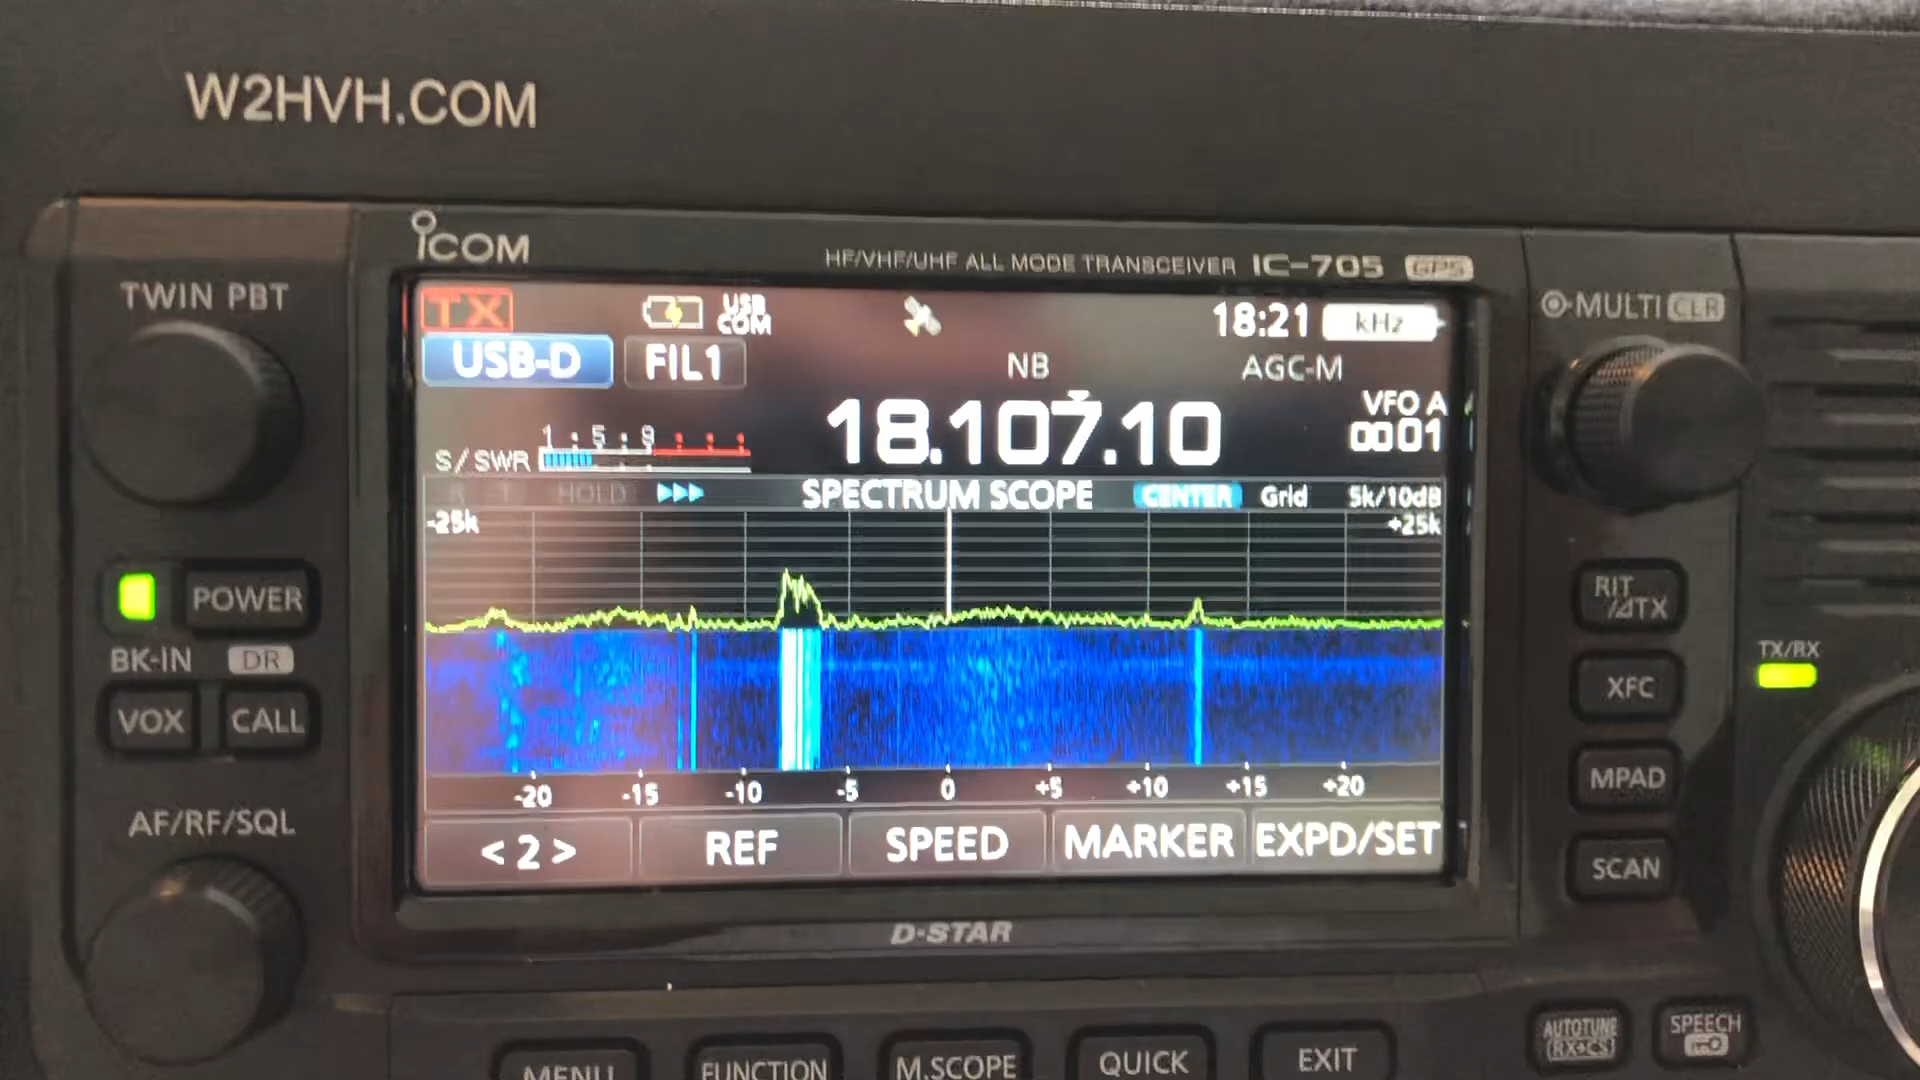 W2HVH.COM
ICOM
HF/VHF/UHF ALL MODE TRANSCEIVER IC-705 GPS
TWIN PBT
MULTI CLR
TX
USB COM
18:21
kHz
USB-D
FIL1
NB
AGC-M
18.107.10
VFO A
0001
1 5 9
S/SWR
HOLD
SPECTRUM SCOPE
CENTER
Grid
5k/10dB
-25k
+25k
POWER
BK-IN
DR
VOX
CALL
AF/RF/SQL
-20 -15 -10 -5 0 +5 +10 +15 +20
< 2 >
REF
SPEED
MARKER
EXPD/SET
RIT
/⊿TX
TX/RX
XFC
MPAD
SCAN
D-STAR
MENU
FUNCTION
M.SCOPE
QUICK
EXIT
AUTOTUNE
(RX→CS)
SPEECH